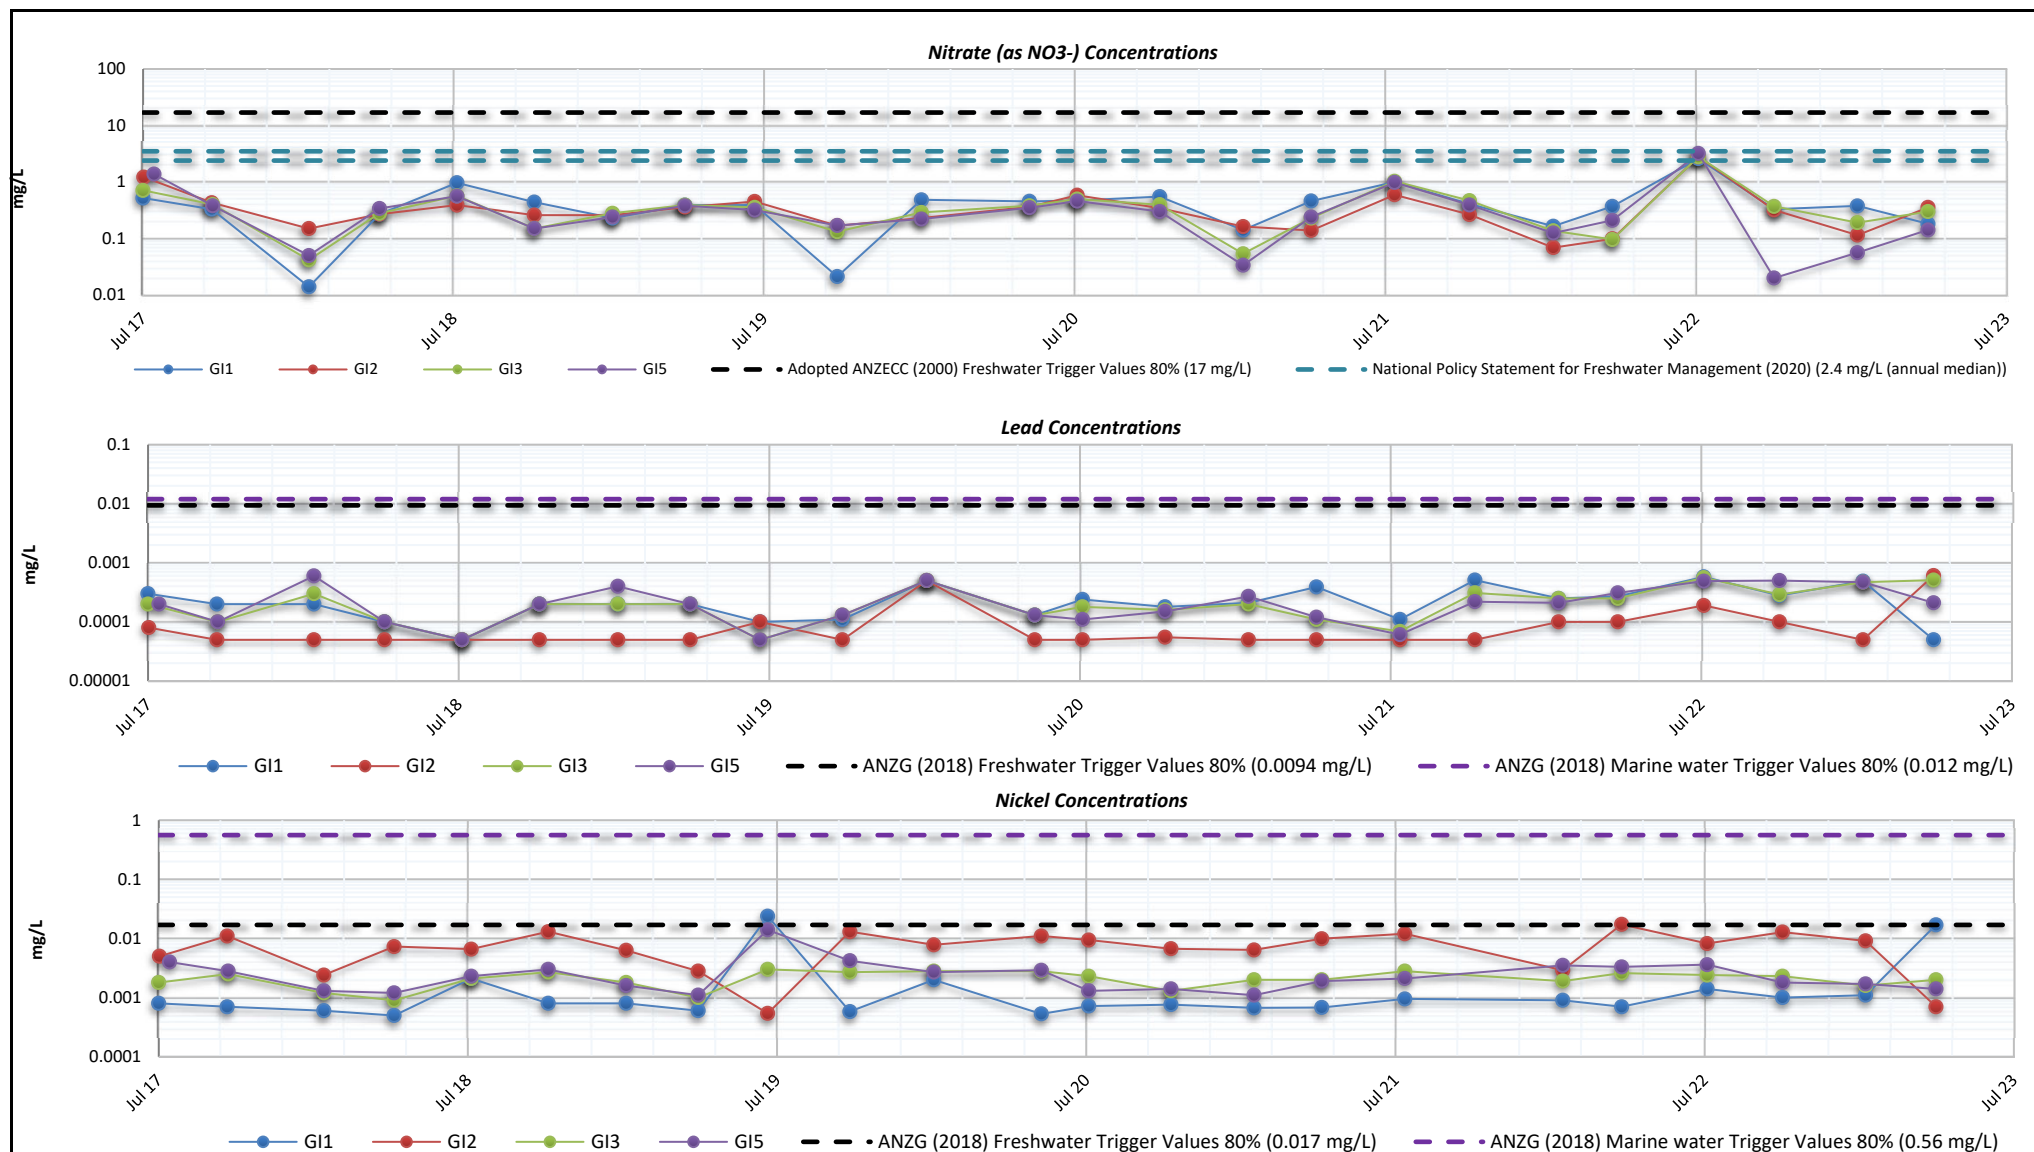 Nitrate (as NO3-) Concentrations
100
10
1
0.1
0.01
mg/L
Jul 17
Jul 18
Jul 19
Jul 20
Jul 21
Jul 22
Jul 23
GI1 GI2 GI3 GI5 Adopted ANZECC (2000) Freshwater Trigger Values 80% (17 mg/L) National Policy Statement for Freshwater Management (2020) (2.4 mg/L (annual median))
Lead Concentrations
0.1
0.01
0.001
0.0001
0.00001
mg/L
Jul 17
Jul 18
Jul 19
Jul 20
Jul 21
Jul 22
Jul 23
GI1 GI2 GI3 GI5 ANZG (2018) Freshwater Trigger Values 80% (0.0094 mg/L) ANZG (2018) Marine water Trigger Values 80% (0.012 mg/L)
Nickel Concentrations
1
0.1
0.01
0.001
0.0001
mg/L
Jul 17
Jul 18
Jul 19
Jul 20
Jul 21
Jul 22
Jul 23
GI1 GI2 GI3 GI5 ANZG (2018) Freshwater Trigger Values 80% (0.017 mg/L) ANZG (2018) Marine water Trigger Values 80% (0.56 mg/L)